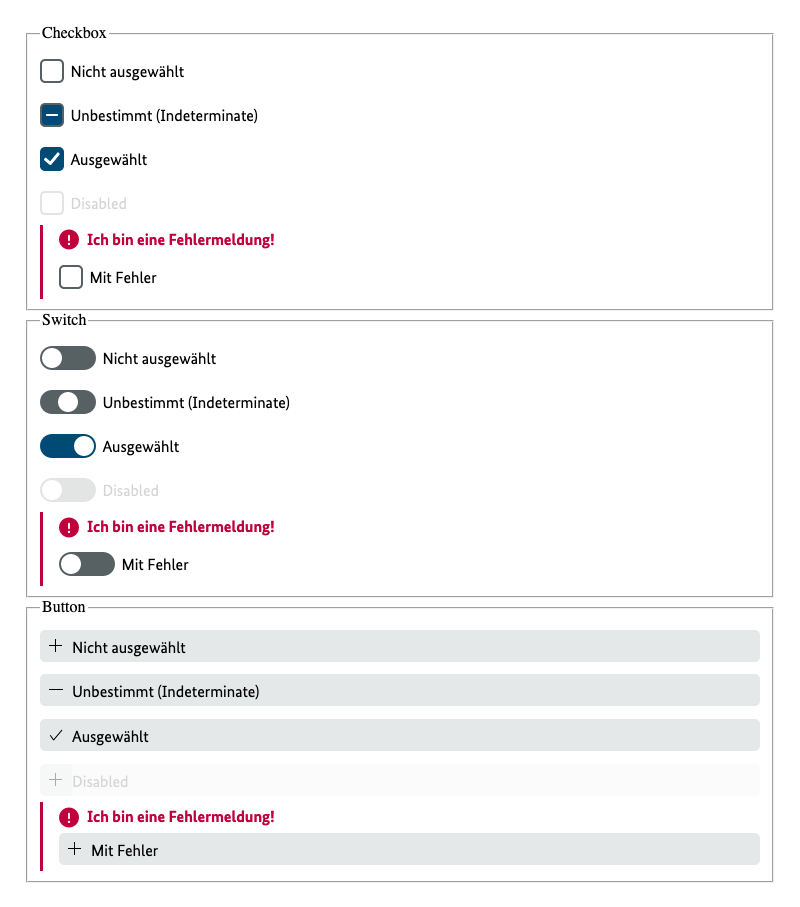 Checkbox
Nicht ausgewählt
Unbestimmt (Indeterminate)
Ausgewählt
Disabled
Ich bin eine Fehlermeldung!
Mit Fehler
Switch
Nicht ausgewählt
Unbestimmt (Indeterminate)
Ausgewählt
Disabled
Ich bin eine Fehlermeldung!
Mit Fehler
Button
Nicht ausgewählt
Unbestimmt (Indeterminate)
Ausgewählt
Disabled
Ich bin eine Fehlermeldung!
Mit Fehler